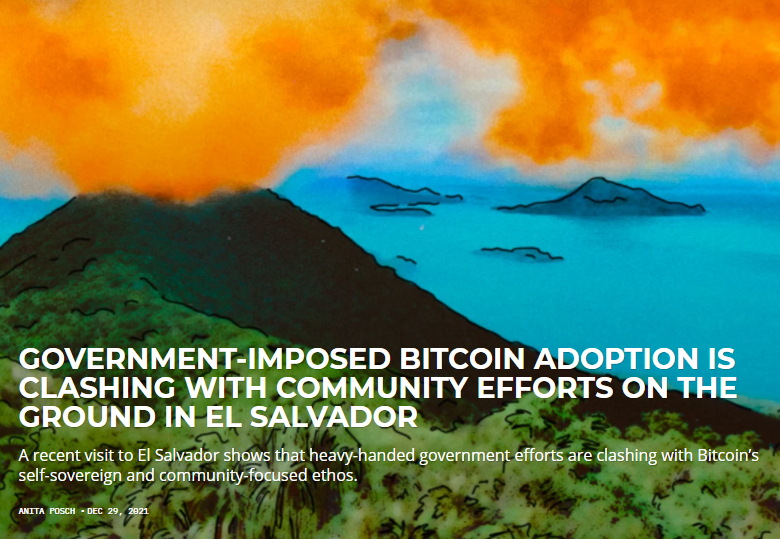 GOVERNMENT-IMPOSED BITCOIN ADOPTION IS
CLASHING WITH COMMUNITY EFFORTS ON THE
GROUND IN EL SALVADOR
A recent visit to El Salvador shows that heavy-handed government efforts are clashing with Bitcoin's
self-sovereign and community-focused ethos.
ANITA POSCH • DEC 29, 2021